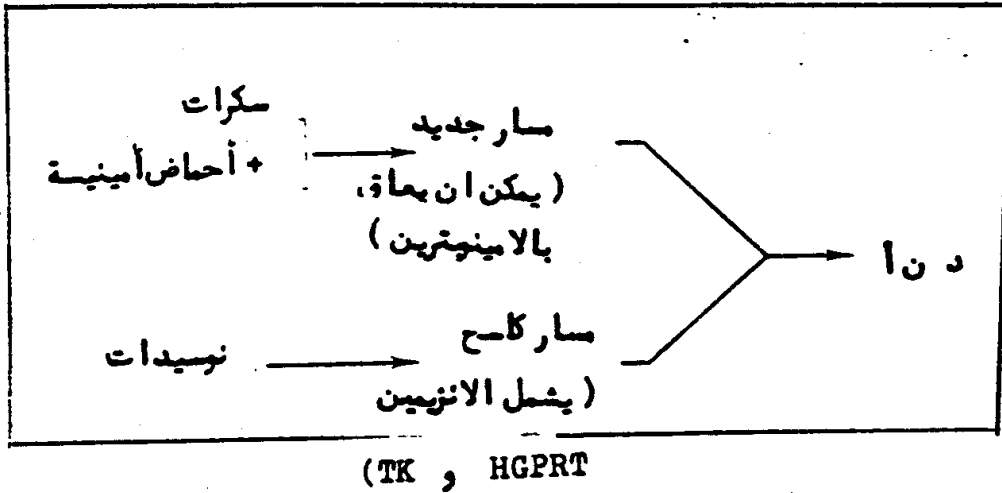 سكرات
+ أحماض أمينية
مسار جديد
( يمكن ان يعاق
بالامينوبترين )
د ن أ
نوسيدات
مسار كاسح
( يشمل الانزيمين
HGPRT و TK)